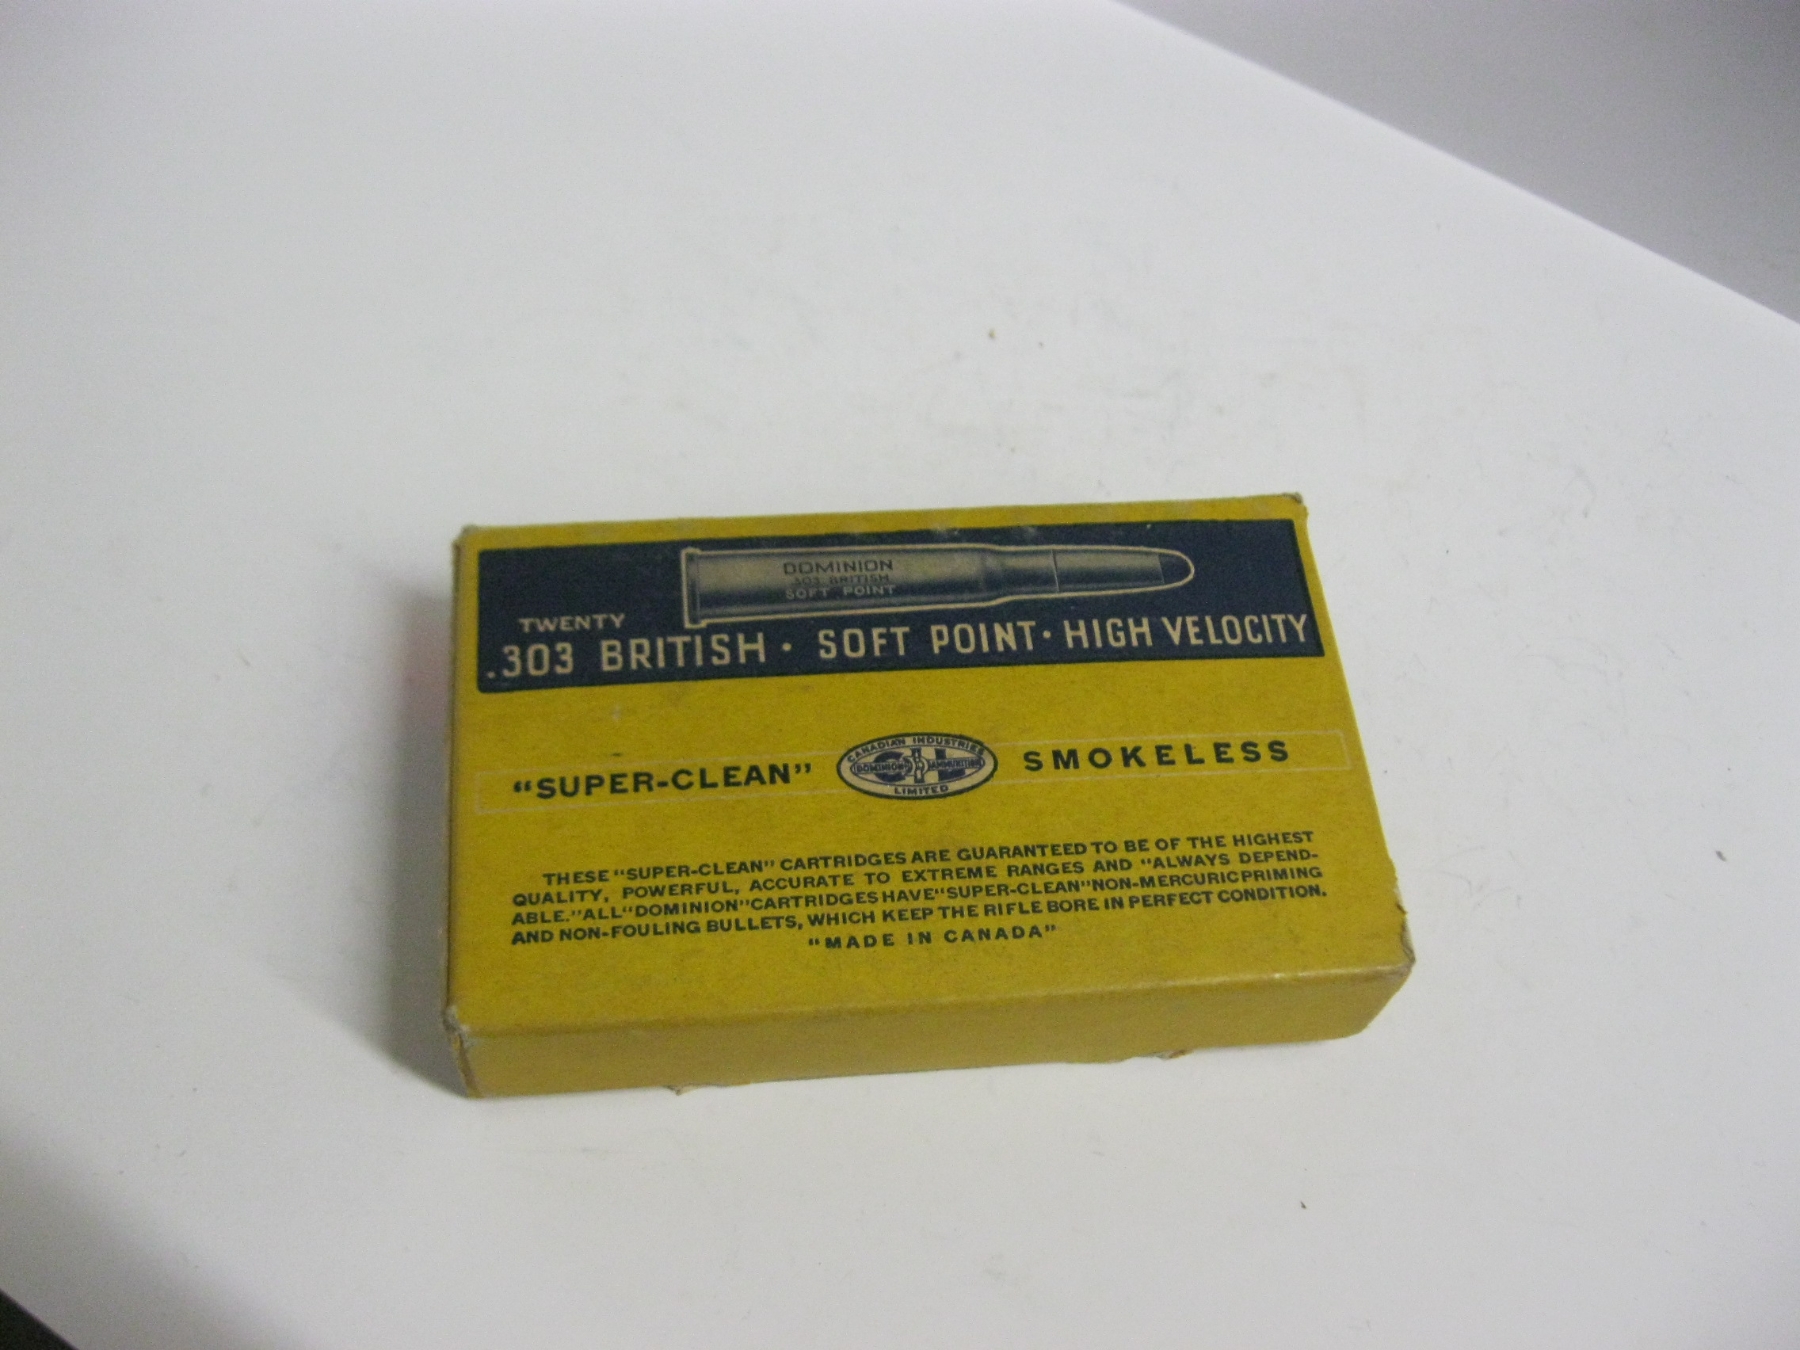 DOMINION
.303 BRITISH
SOFT POINT
TWENTY
.303 BRITISH · SOFT POINT · HIGH VELOCITY
"SUPER-CLEAN"
CANADIAN INDUSTRIES
CIL
DOMINION AMMUNITION
LIMITED
SMOKELESS
THESE "SUPER-CLEAN" CARTRIDGES ARE GUARANTEED TO BE OF THE HIGHEST
QUALITY, POWERFUL, ACCURATE TO EXTREME RANGES AND "ALWAYS DEPEND-
ABLE." ALL "DOMINION" CARTRIDGES HAVE "SUPER-CLEAN" NON-MERCURIC PRIMING
AND NON-FOULING BULLETS, WHICH KEEP THE RIFLE BORE IN PERFECT CONDITION.
"MADE IN CANADA"